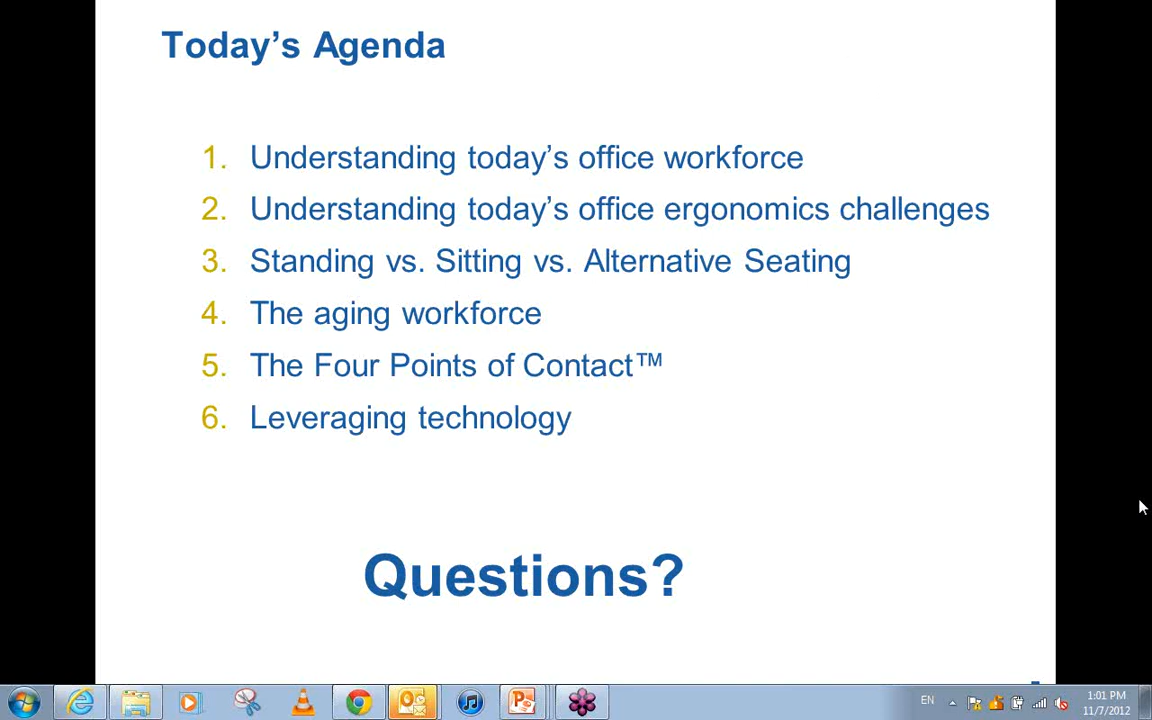 Today’s Agenda
1. Understanding today’s office workforce
2. Understanding today’s office ergonomics challenges
3. Standing vs. Sitting vs. Alternative Seating
4. The aging workforce
5. The Four Points of Contact™
6. Leveraging technology
Questions?
EN
1:01 PM
11/7/2012